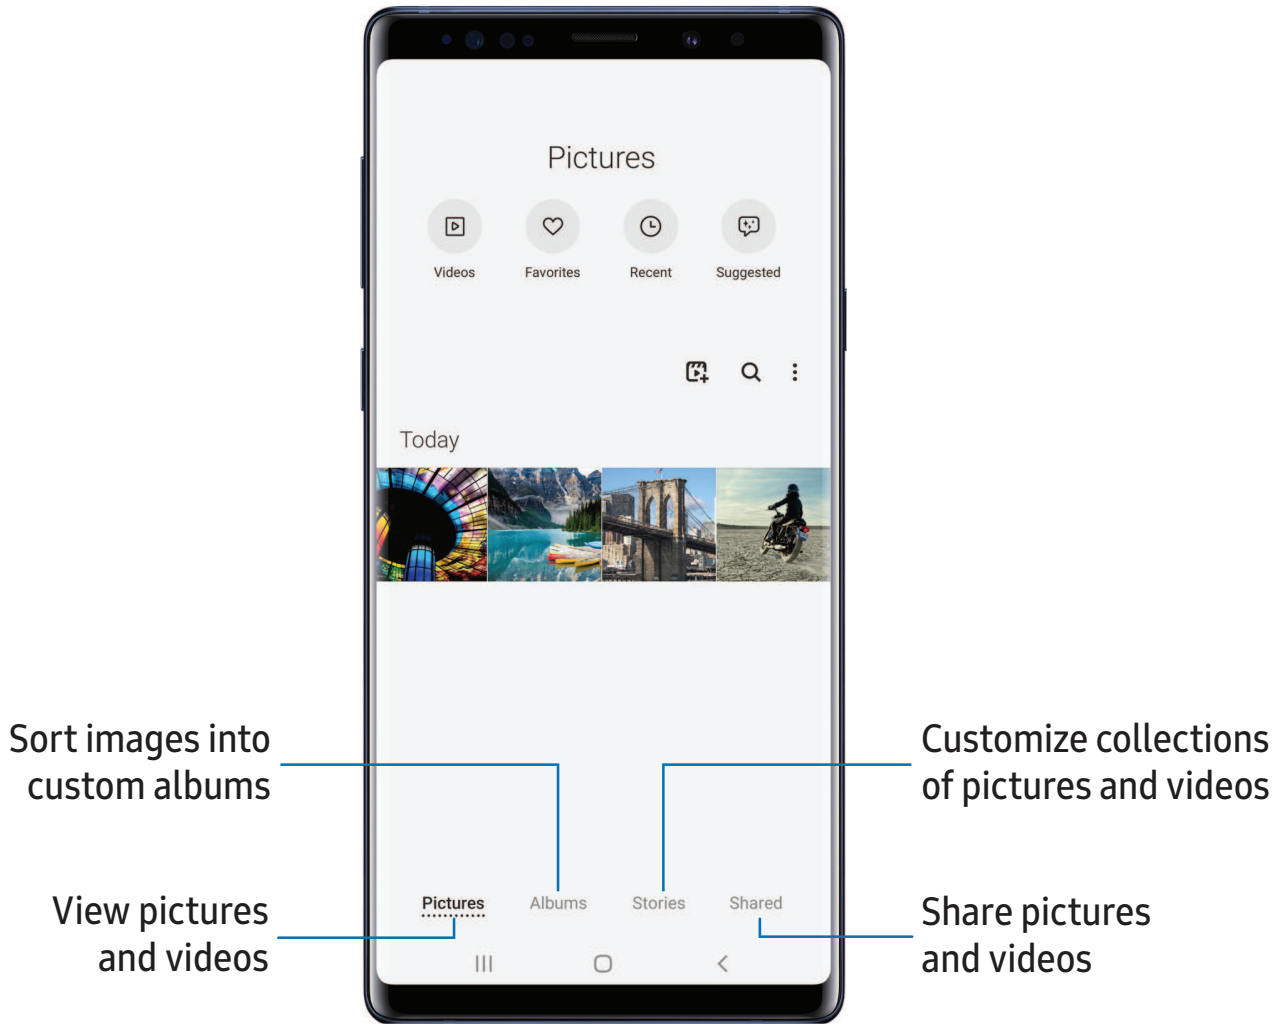 Pictures
Videos Favorites Recent Suggested
Today
Sort images into
custom albums
Customize collections
of pictures and videos
Pictures Albums Stories Shared
View pictures
and videos
Share pictures
and videos